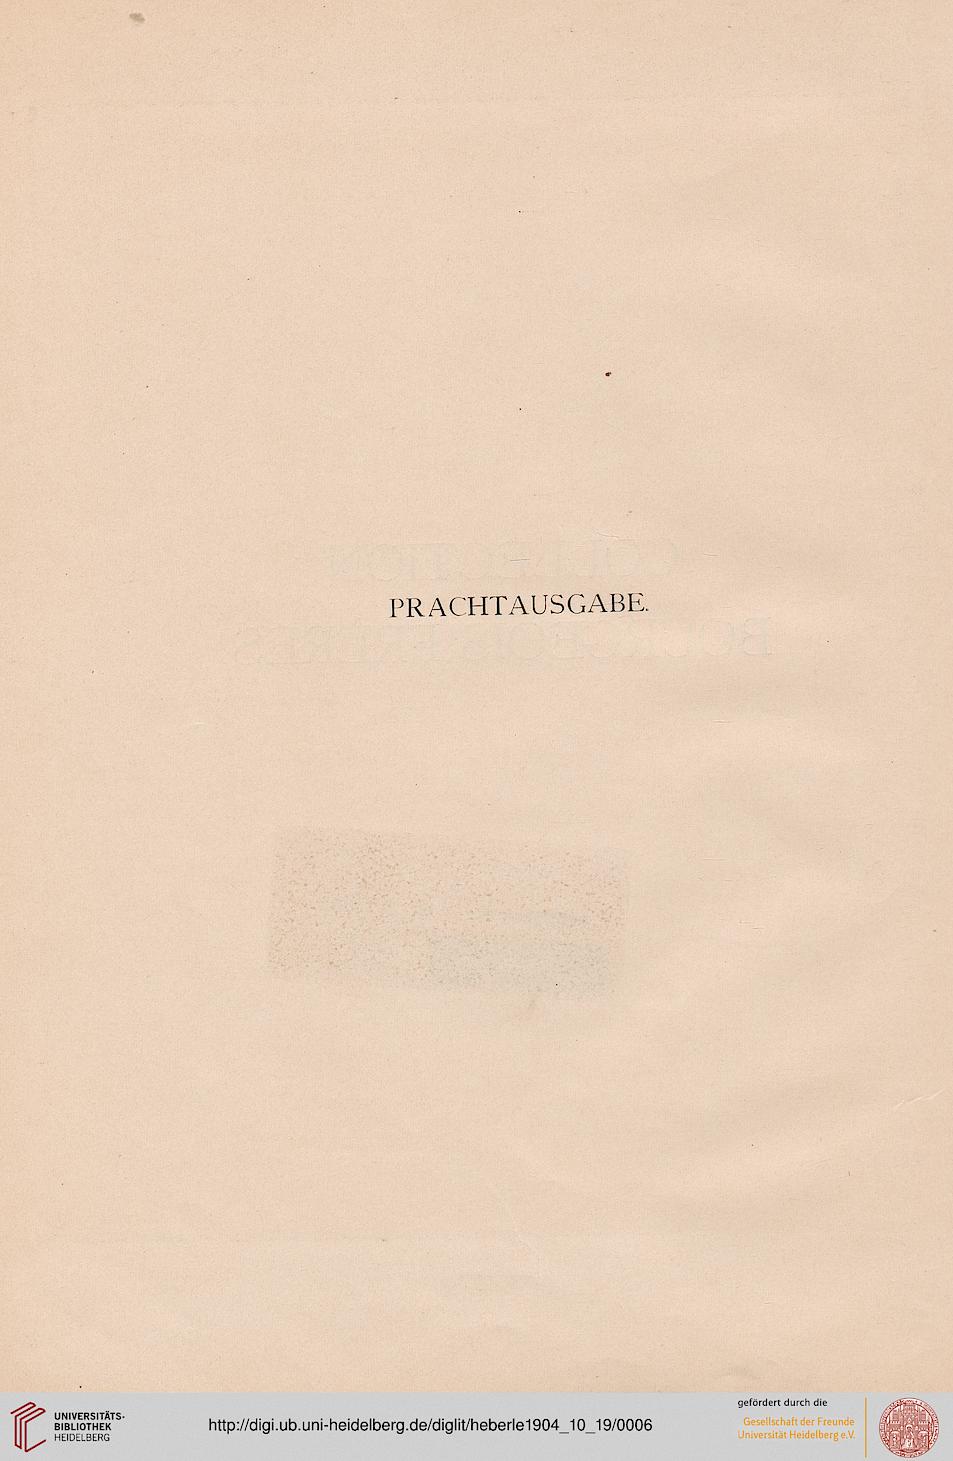 PRACHTAUSGABE.
UNIVERSITÄTS-
BIBLIOTHEK
HEIDELBERG
http://digi.ub.uni-heidelberg.de/diglit/heberle1904_10_19/0006
gefördert durch die
Gesellschaft der Freunde
Universität Heidelberg e.V.